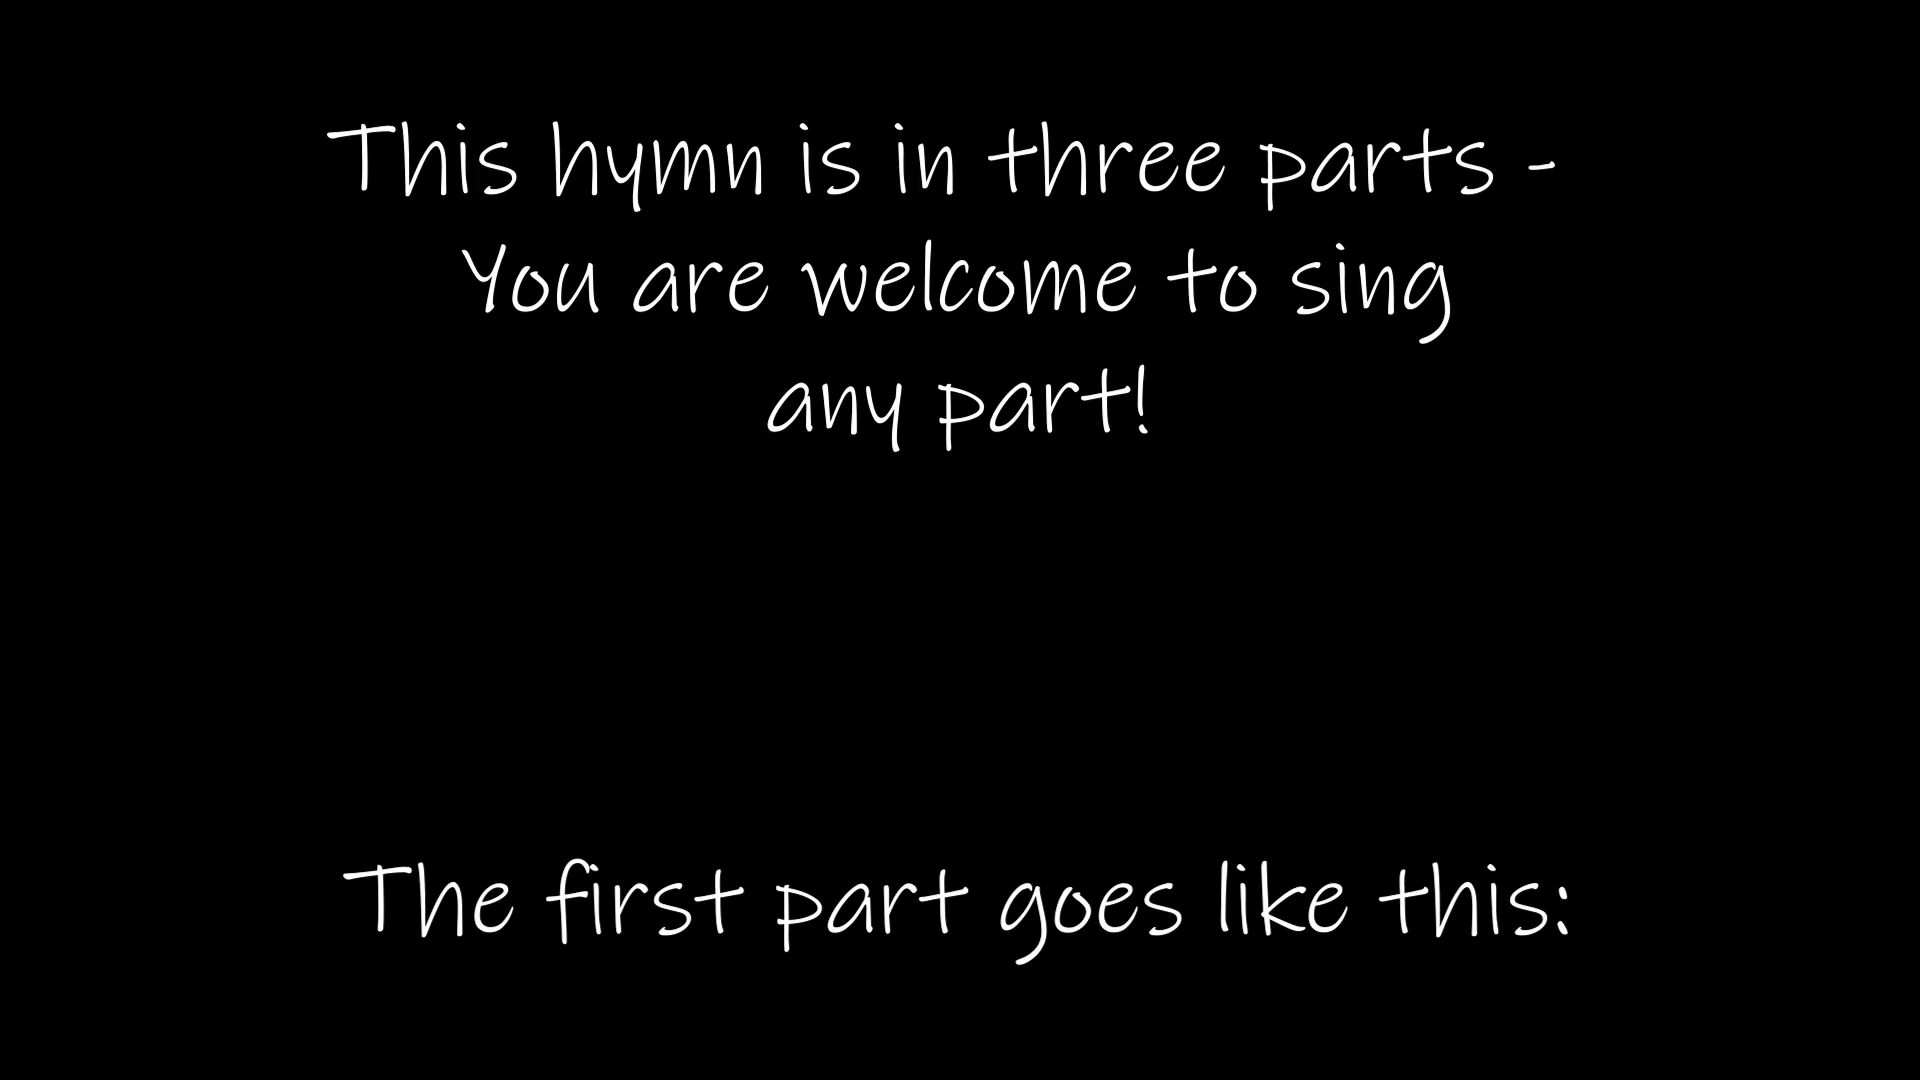 This hymn is in three parts -
You are welcome to sing
any part!
The first part goes like this: